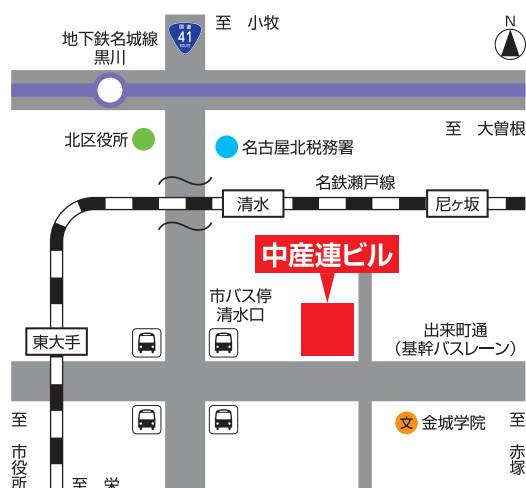 国道
41
ROUTE
至 小牧
N
地下鉄名城線
黒川
至 大曽根
北区役所
名古屋北税務署
名鉄瀬戸線
清水
尼ヶ坂
中産連ビル
市バス停
清水口
東大手
出来町通
（基幹バスレーン）
文
金城学院
至 市役所
至 栄
至 赤塚